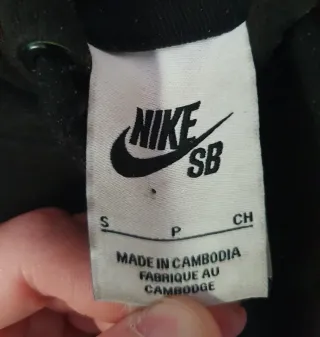 NIKE
SB
S P CH
MADE IN CAMBODIA
FABRIQUE AU
CAMBODGE